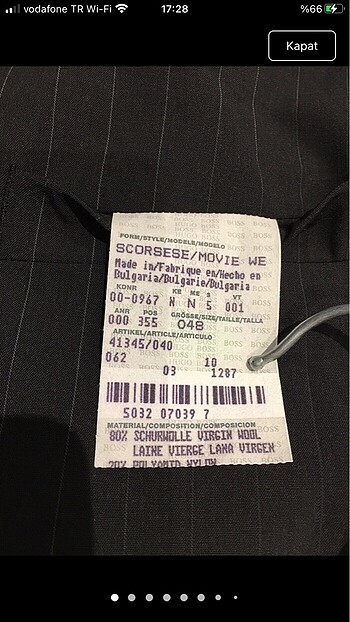 vodafone TR Wi-Fi 17:28 %66
Kapat
FORM/STYLE/MODELE/MODELO
SCORSESE/MOVIE WE
Made in/Fabrique en/Hecho en
Bulgaria/Bulgarie/Bulgaria
KDNR KE ME S VT
00-0967 N N 5 001
ANR POS GRÖSSE/SIZE/TAILLE/TALLA
000 355 048
ARTIKEL/ARTICLE/ARTICULO
41345/040
062 10
03 1287
5032 07039 7
MATERIAL/COMPOSITION/COMPOSICION
80% SCHURWOLLE VIRGIN WOOL
LAINE VIERGE LANA VIRGEN
20% POLYAMID NYLON